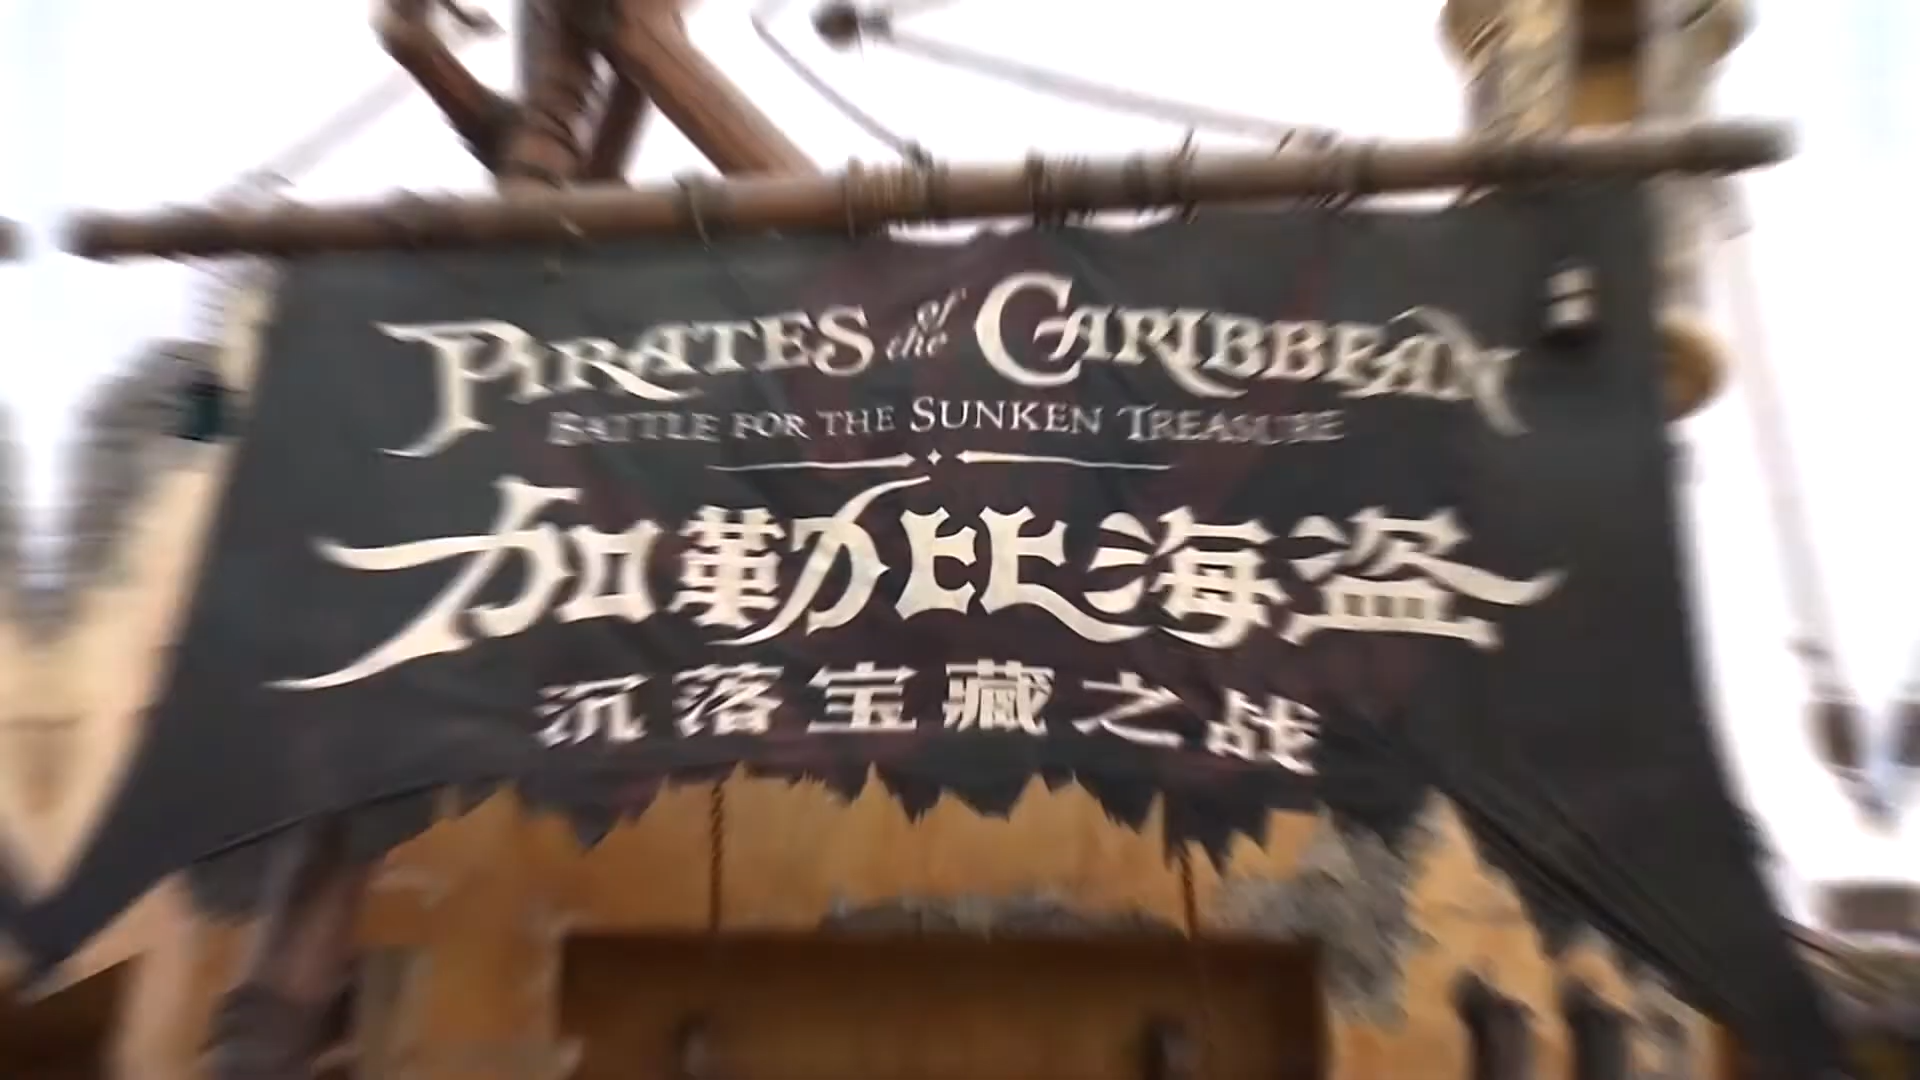 PIRATES of the CARIBBEAN
BATTLE FOR THE SUNKEN TREASURE
加勒比海盗
沉落宝藏之战